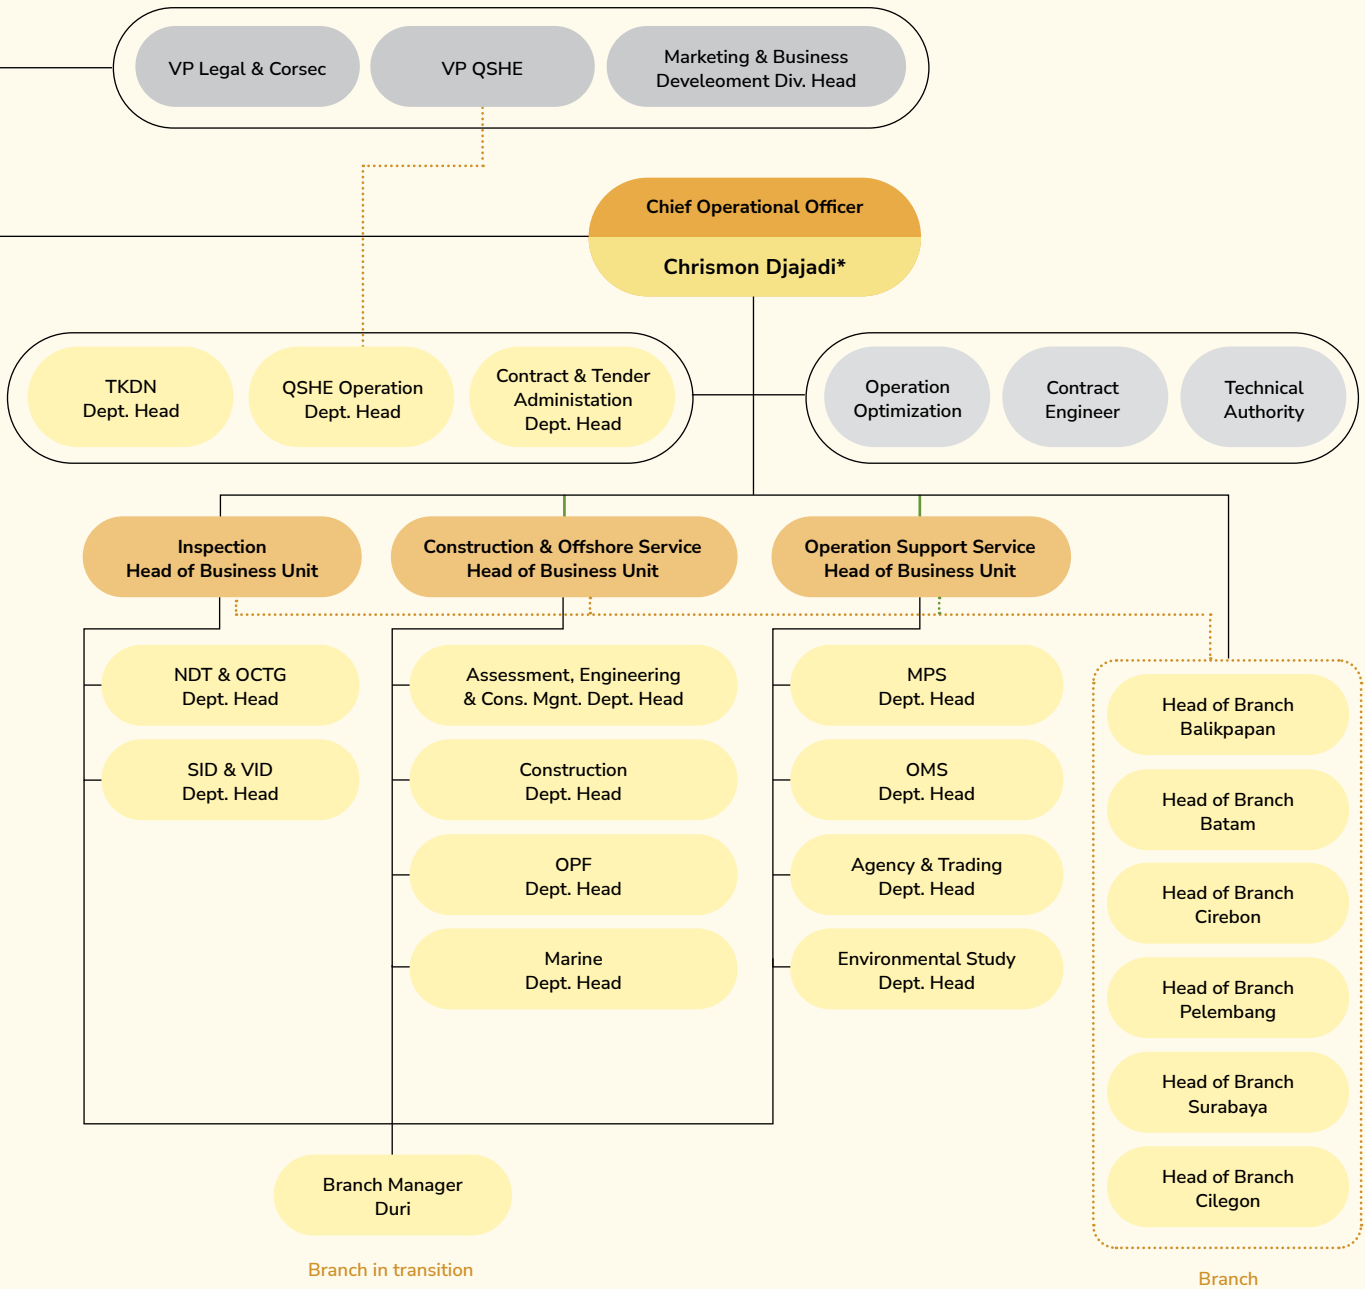 VP Legal & Corsec
VP QSHE
Marketing & Business
Develeoment Div. Head
Chief Operational Officer
Chrismon Djajadi*
TKDN
Dept. Head
QSHE Operation
Dept. Head
Contract & Tender
Administation
Dept. Head
Operation
Optimization
Contract
Engineer
Technical
Authority
Inspection
Head of Business Unit
Construction & Offshore Service
Head of Business Unit
Operation Support Service
Head of Business Unit
NDT & OCTG
Dept. Head
SID & VID
Dept. Head
Assessment, Engineering
& Cons. Mgnt. Dept. Head
Construction
Dept. Head
OPF
Dept. Head
Marine
Dept. Head
MPS
Dept. Head
OMS
Dept. Head
Agency & Trading
Dept. Head
Environmental Study
Dept. Head
Head of Branch
Balikpapan
Head of Branch
Batam
Head of Branch
Cirebon
Head of Branch
Pelembang
Head of Branch
Surabaya
Head of Branch
Cilegon
Branch Manager
Duri
Branch in transition
Branch